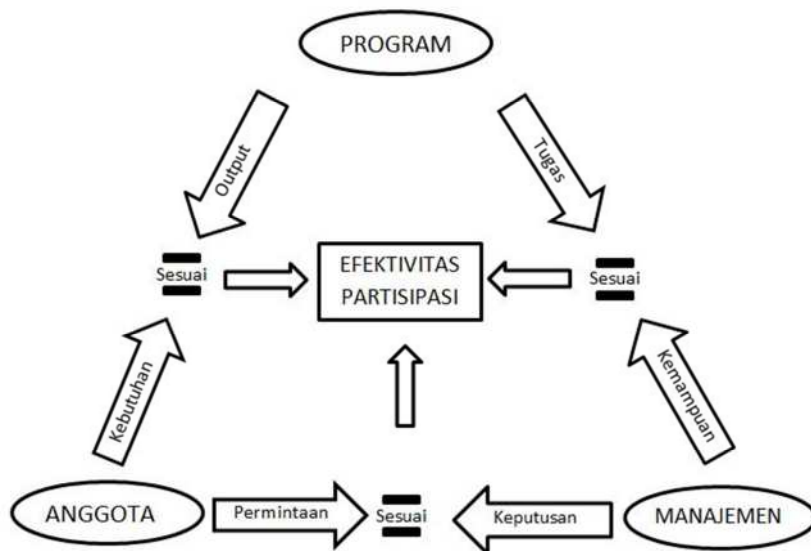 PROGRAM
Output
Tugas
Sesuai
EFEKTIVITAS
PARTISIPASI
Sesuai
Kebutuhan
Kemampuan
ANGGOTA
Permintaan
Sesuai
Keputusan
MANAJEMEN